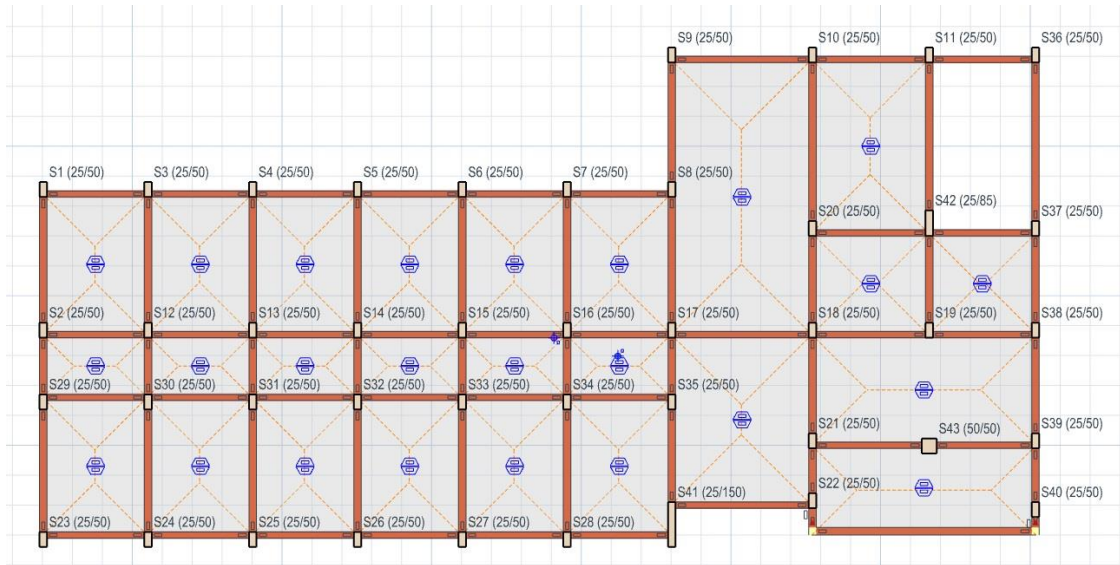 S9 (25/50) S10 (25/50) S11 (25/50) S36 (25/50)
S1 (25/50) S3 (25/50) S4 (25/50) S5 (25/50) S6 (25/50) S7 (25/50) S8 (25/50)
S20 (25/50) S42 (25/85) S37 (25/50)
S2 (25/50) S12 (25/50) S13 (25/50) S14 (25/50) S15 (25/50) S16 (25/50) S17 (25/50) S18 (25/50) S19 (25/50) S38 (25/50)
S29 (25/50) S30 (25/50) S31 (25/50) S32 (25/50) S33 (25/50) S34 (25/50) S35 (25/50)
S21 (25/50) S43 (50/50) S39 (25/50)
S41 (25/150) S22 (25/50) S40 (25/50)
S23 (25/50) S24 (25/50) S25 (25/50) S26 (25/50) S27 (25/50) S28 (25/50)